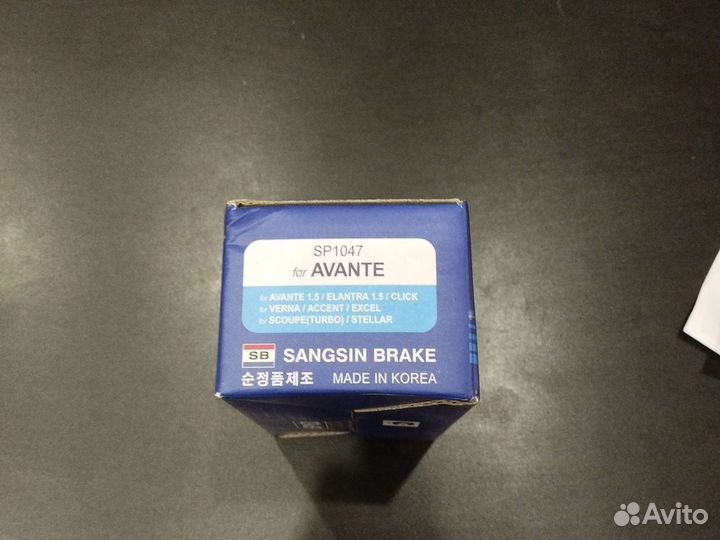 SP1047
for AVANTE
for AVANTE 1.5 / ELANTRA 1.5 / CLICK
for VERNA / ACCENT / EXCEL
for SCOUPE(TURBO) / STELLAR
SB SANGSIN BRAKE
순정품제조 MADE IN KOREA
Avito